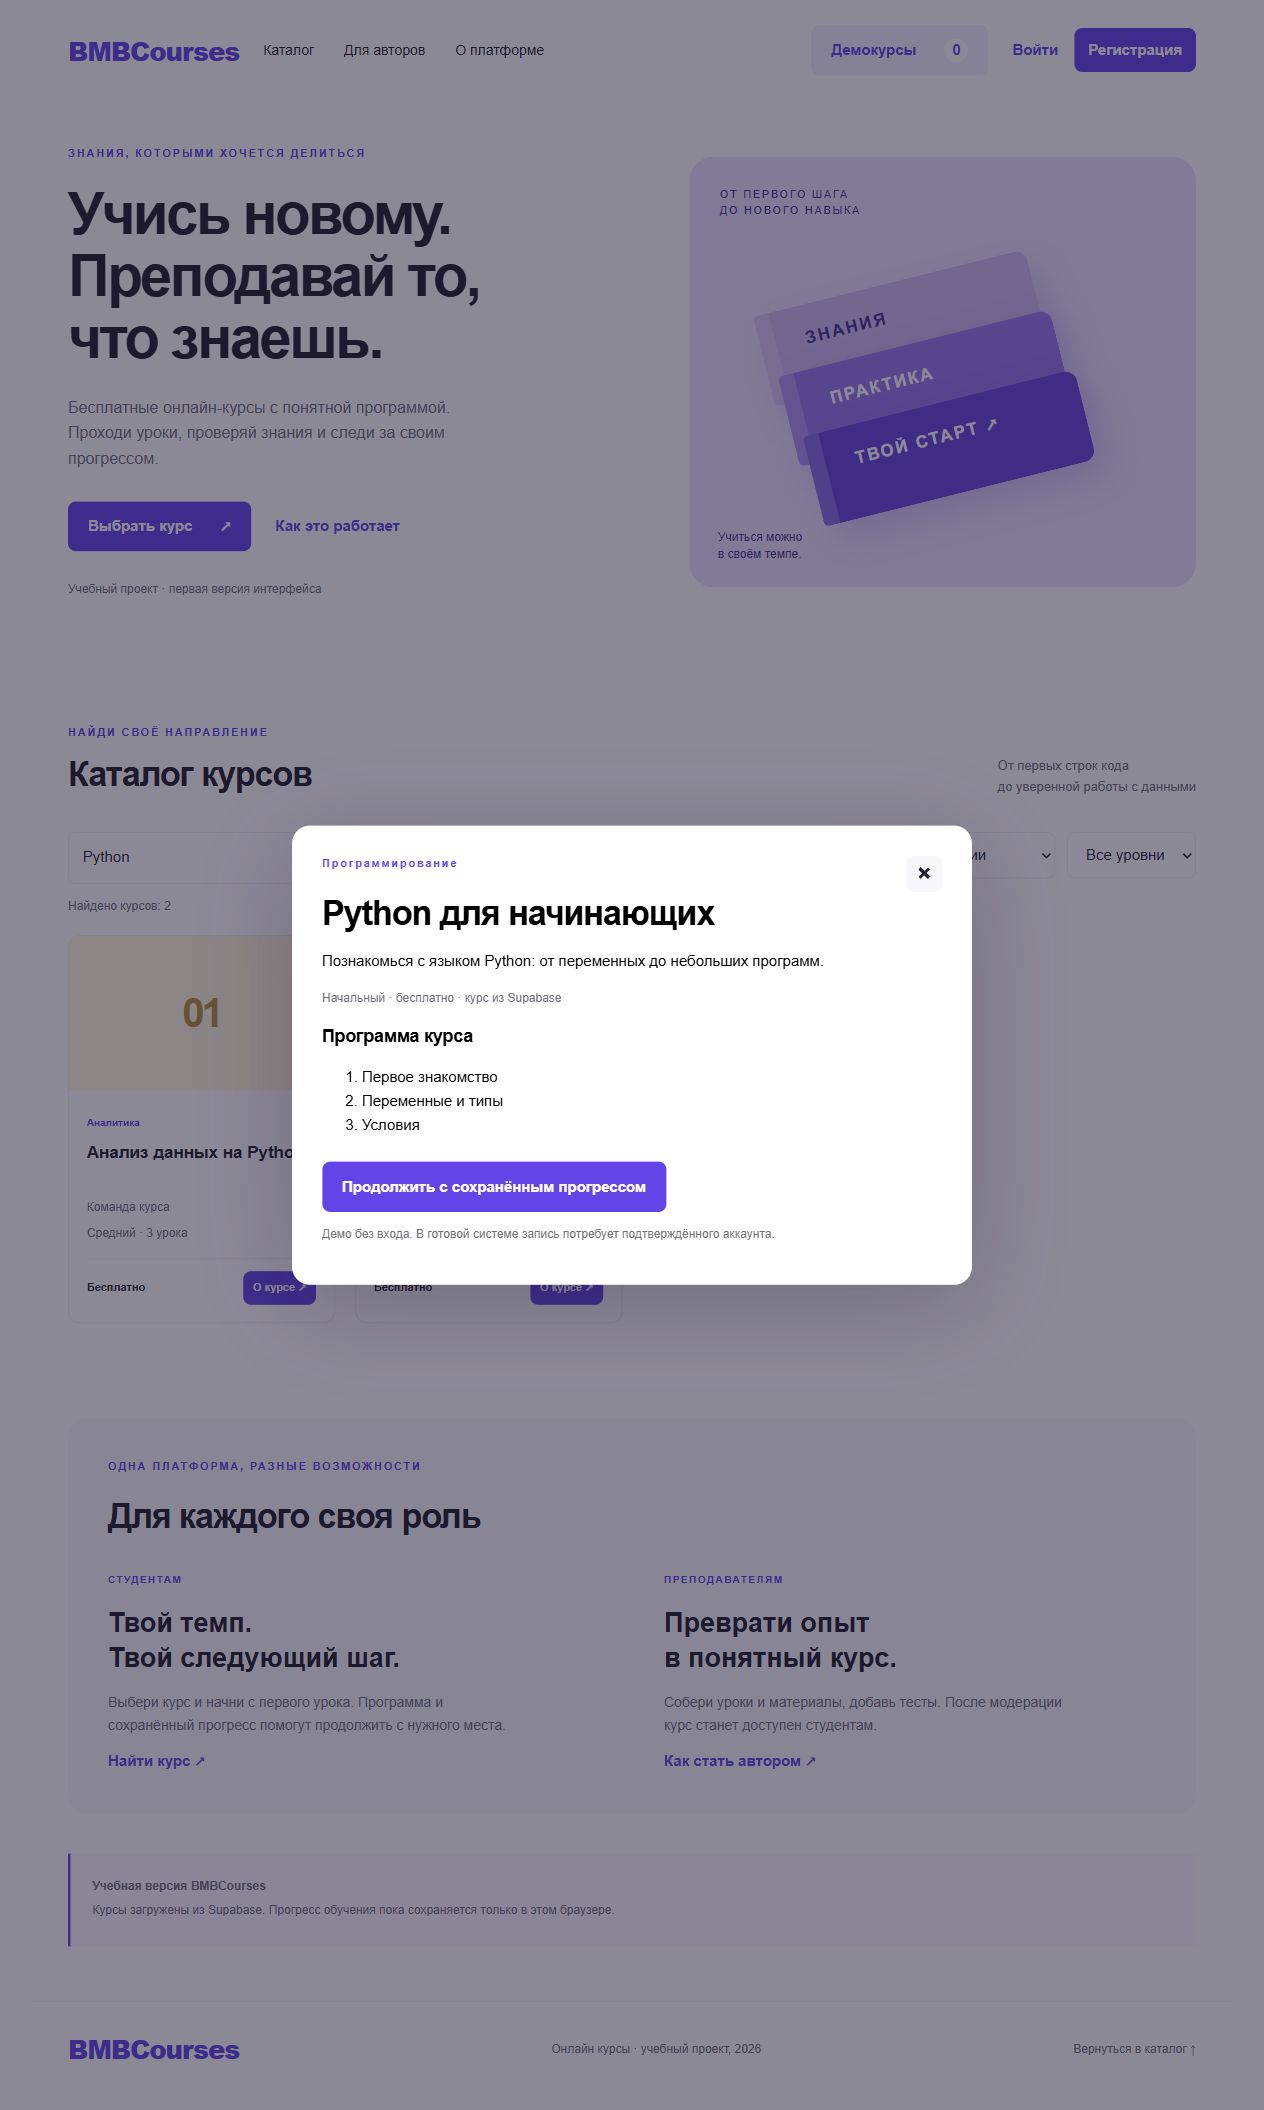 BMBCourses
Каталог
Для авторов
О платформе
Демокурсы 0
Войти
Регистрация
ЗНАНИЯ, КОТОРЫМИ ХОЧЕТСЯ ДЕЛИТЬСЯ
Учись новому.
Преподавай то,
что знаешь.
Бесплатные онлайн-курсы с понятной программой.
Проходи уроки, проверяй знания и следи за своим
прогрессом.
Выбрать курс ↗
Как это работает
Учебный проект · первая версия интерфейса
ОТ ПЕРВОГО ШАГА
ДО НОВОГО НАВЫКА
ЗНАНИЯ
ПРАКТИКА
ТВОЙ СТАРТ ↗
Учиться можно
в своём темпе.
НАЙДИ СВОЁ НАПРАВЛЕНИЕ
Каталог курсов
От первых строк кода
до уверенной работы с данными
Python
ии
Все уровни
Найдено курсов: 2
01
Аналитика
Анализ данных на Pytho
Команда курса
Средний · 3 урока
Бесплатно
О курсе ↗
Бесплатно
О курсе ↗
Программирование
×
Python для начинающих
Познакомься с языком Python: от переменных до небольших программ.
Начальный · бесплатно · курс из Supabase
Программа курса
1. Первое знакомство
2. Переменные и типы
3. Условия
Продолжить с сохранённым прогрессом
Демо без входа. В готовой системе запись потребует подтверждённого аккаунта.
ОДНА ПЛАТФОРМА, РАЗНЫЕ ВОЗМОЖНОСТИ
Для каждого своя роль
СТУДЕНТАМ
Твой темп.
Твой следующий шаг.
Выбери курс и начни с первого урока. Программа и
сохранённый прогресс помогут продолжить с нужного места.
Найти курс ↗
ПРЕПОДАВАТЕЛЯМ
Преврати опыт
в понятный курс.
Собери уроки и материалы, добавь тесты. После модерации
курс станет доступен студентам.
Как стать автором ↗
Учебная версия BMBCourses
Курсы загружены из Supabase. Прогресс обучения пока сохраняется только в этом браузере.
BMBCourses
Онлайн курсы · учебный проект, 2026
Вернуться в каталог ↑